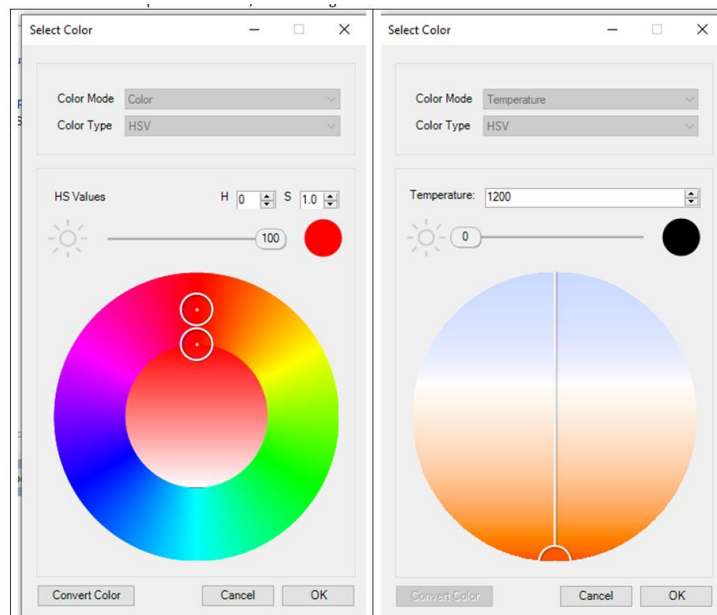 Select Color
Color Mode Color
Color Type HSV
HS Values H 0 S 1.0
100
Convert Color Cancel OK
Select Color
Color Mode Temperature
Color Type HSV
Temperature: 1200
0
Convert Color Cancel OK